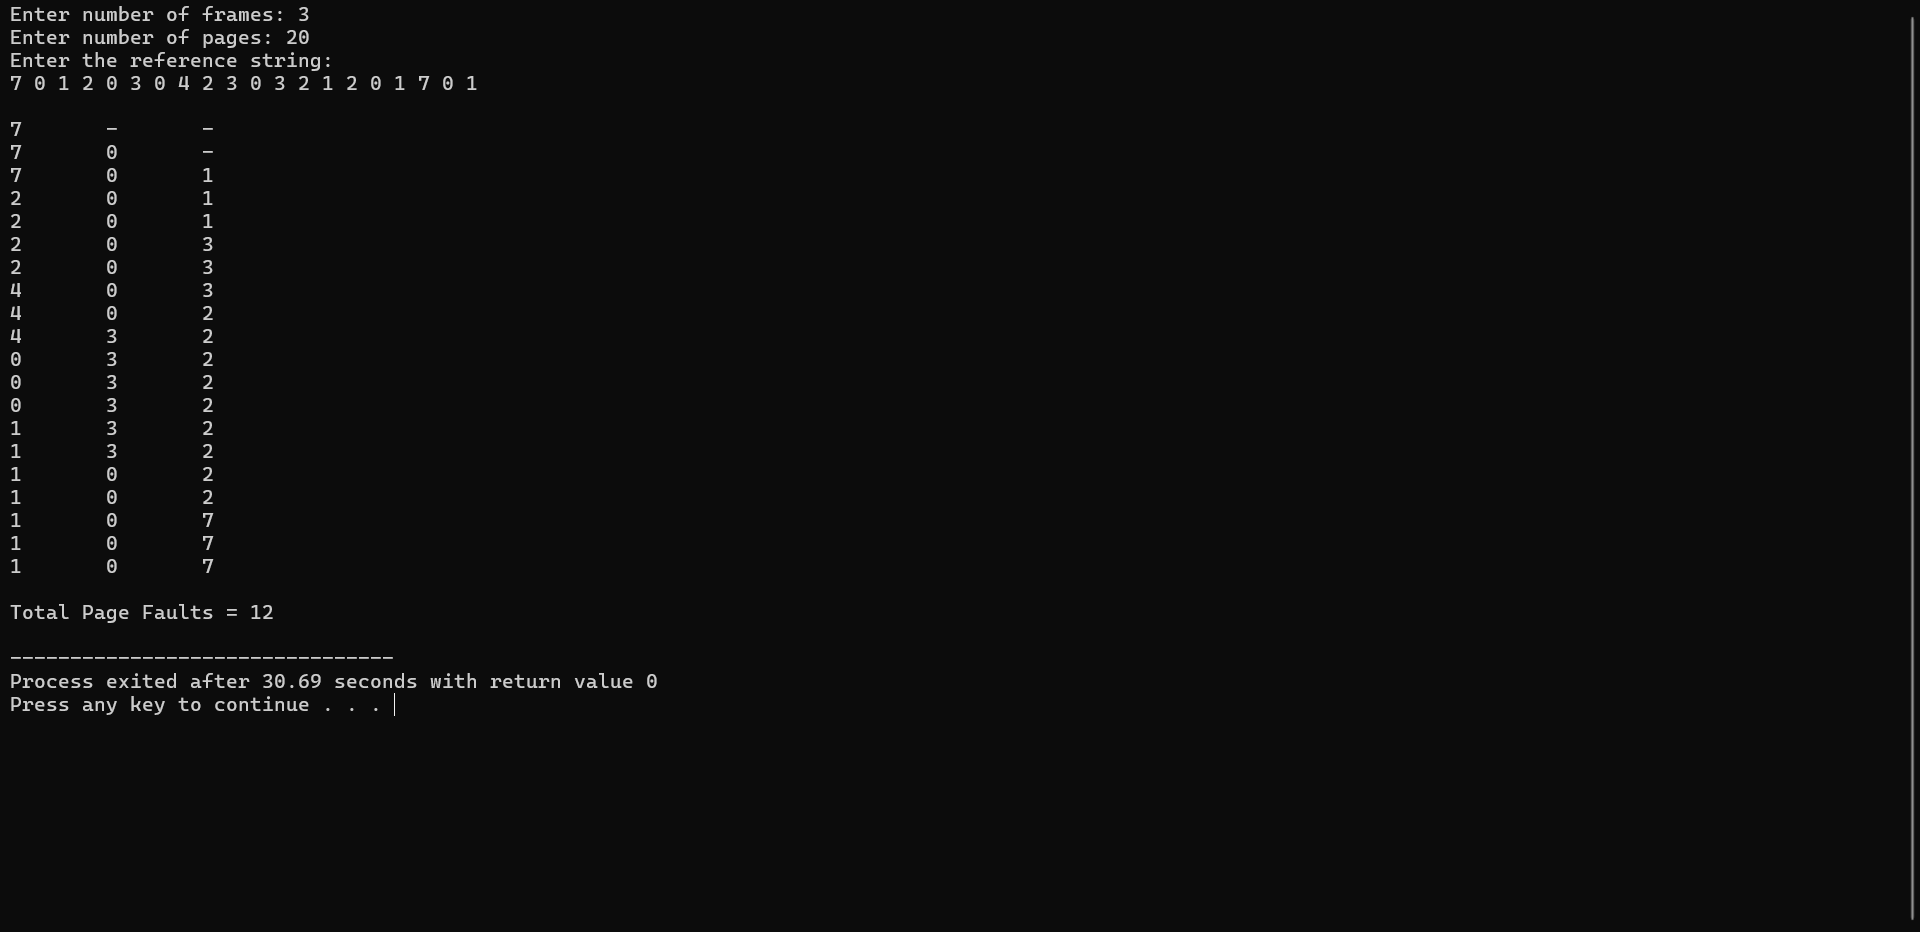 Enter number of frames: 3
Enter number of pages: 20
Enter the reference string:
7 0 1 2 0 3 0 4 2 3 0 3 2 1 2 0 1 7 0 1
7 - -
7 0 -
7 0 1
2 0 1
2 0 1
2 0 3
2 0 3
4 0 3
4 0 2
4 3 2
0 3 2
0 3 2
0 3 2
1 3 2
1 3 2
1 0 2
1 0 2
1 0 7
1 0 7
1 0 7
Total Page Faults = 12
--------------------------------
Process exited after 30.69 seconds with return value 0
Press any key to continue . . .